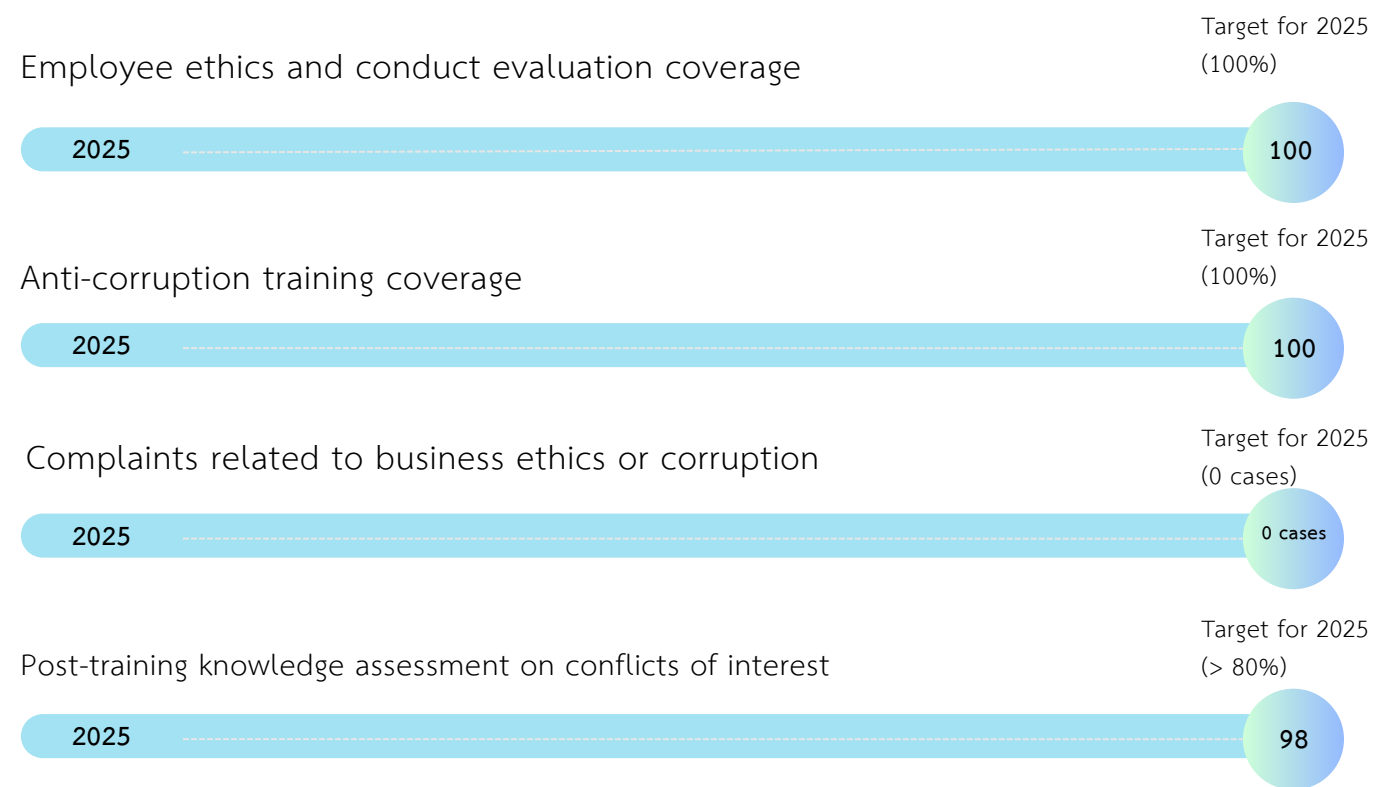 Target for 2025
(100%)
Employee ethics and conduct evaluation coverage
2025
100
Target for 2025
(100%)
Anti-corruption training coverage
2025
100
Target for 2025
(0 cases)
Complaints related to business ethics or corruption
2025
0 cases
Target for 2025
(> 80%)
Post-training knowledge assessment on conflicts of interest
2025
98